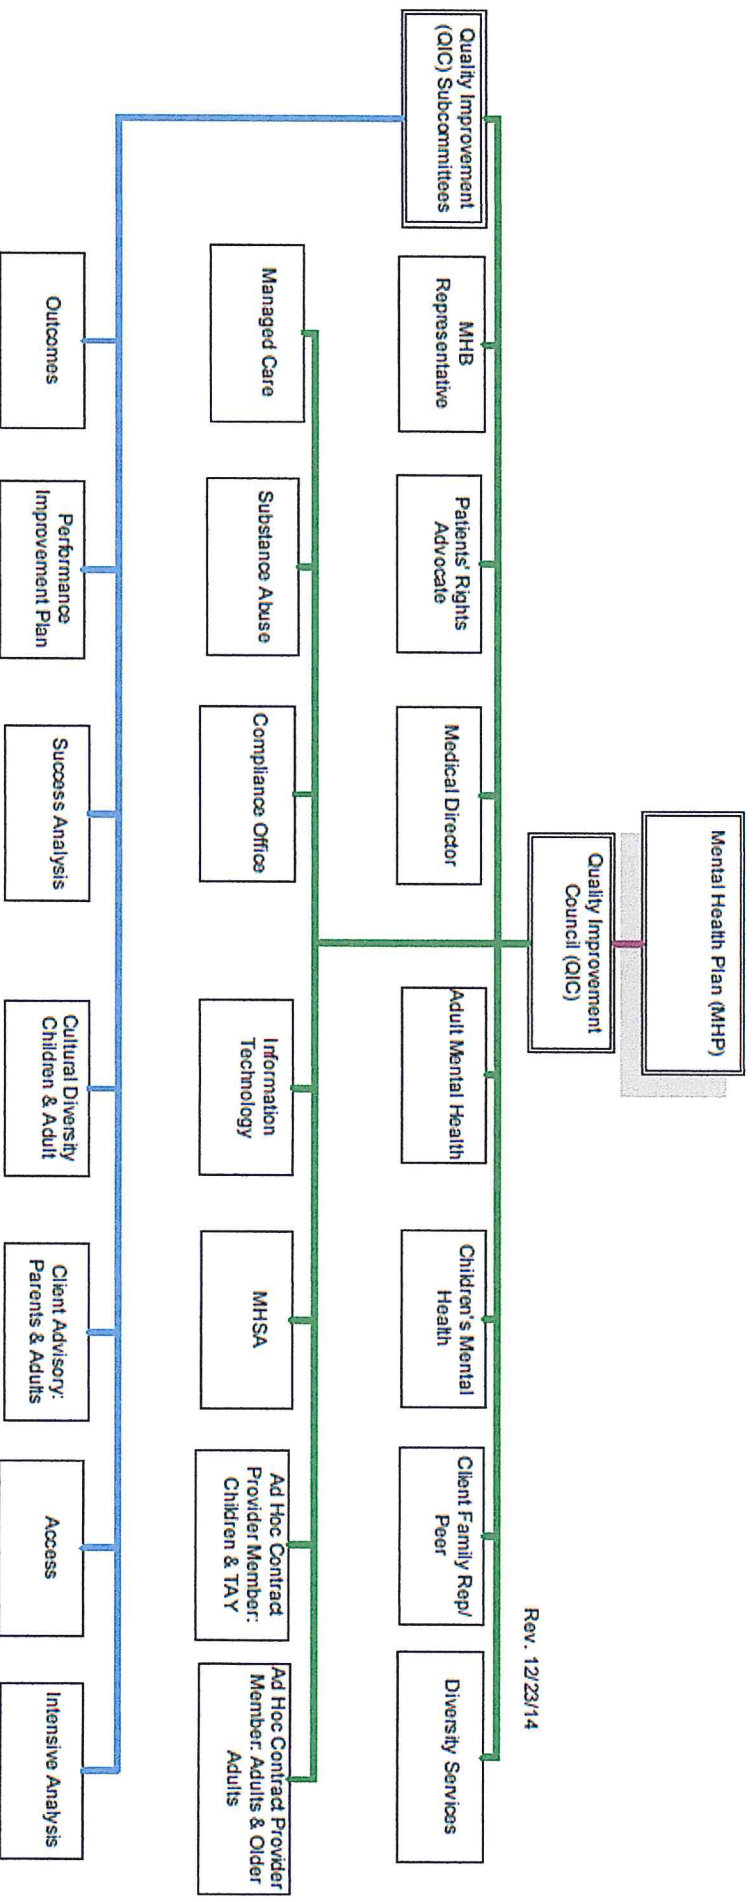 Mental Health Plan (MHP)
Quality Improvement
Council (QIC)
Rev. 12/23/14
Quality Improvement
(QIC) Subcommittees
MHB
Representative
Patients' Rights
Advocate
Medical Director
Adult Mental Health
Children's Mental
Health
Client Family Rep/
Peer
Diversity Services
Managed Care
Substance Abuse
Compliance Office
Information
Technology
MHSA
Ad Hoc Contract
Provider Member:
Children & TAY
Ad Hoc Contract Provider
Member: Adults & Older
Adults
Outcomes
Performance
Improvement Plan
Success Analysis
Cultural Diversity
Children & Adult
Client Advisory:
Parents & Adults
Access
Intensive Analysis